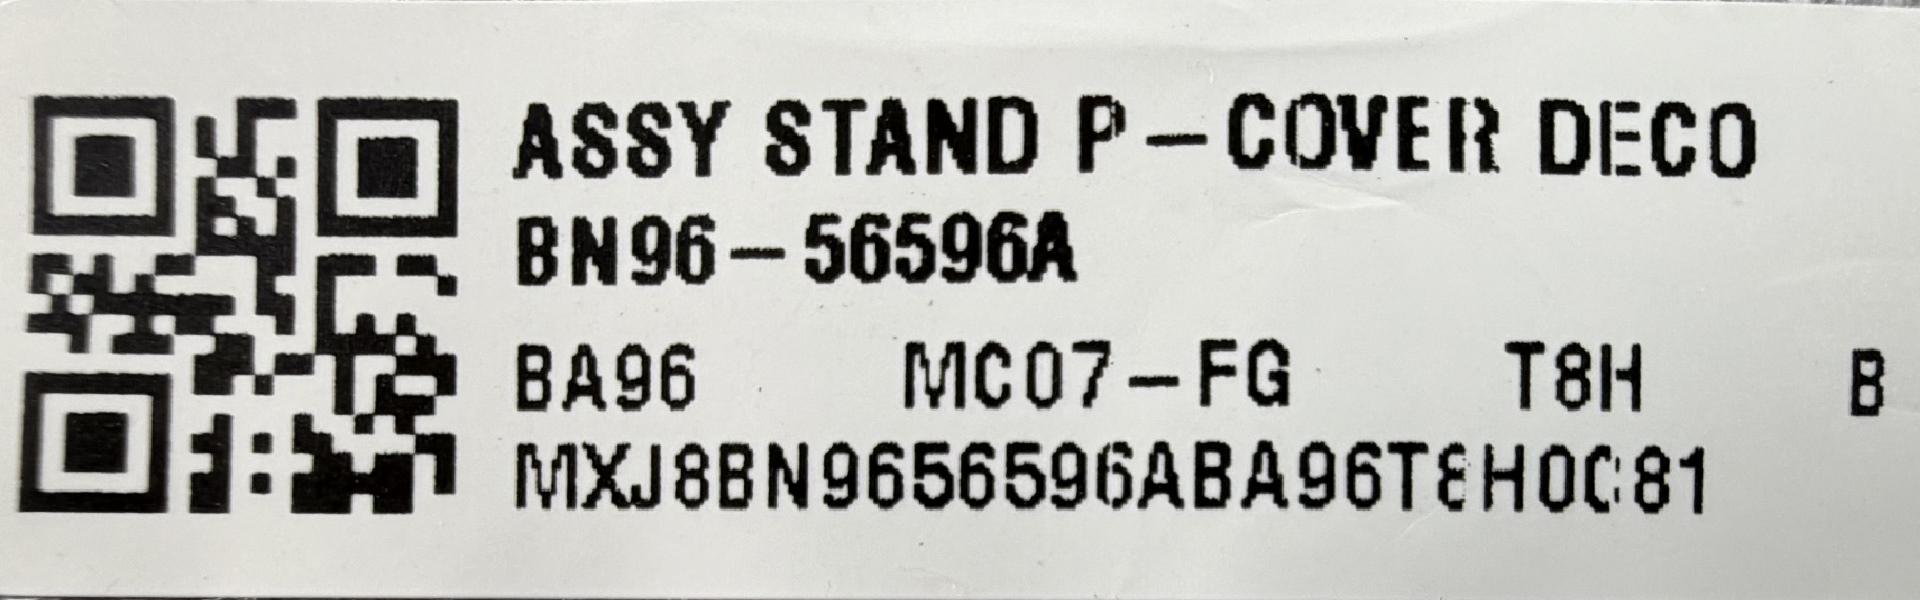 ASSY STAND P-COVER DECO
BN96-56596A
BA96 MC07-FG T8H B
MXJ8BN9656596ABA96T8H0C81